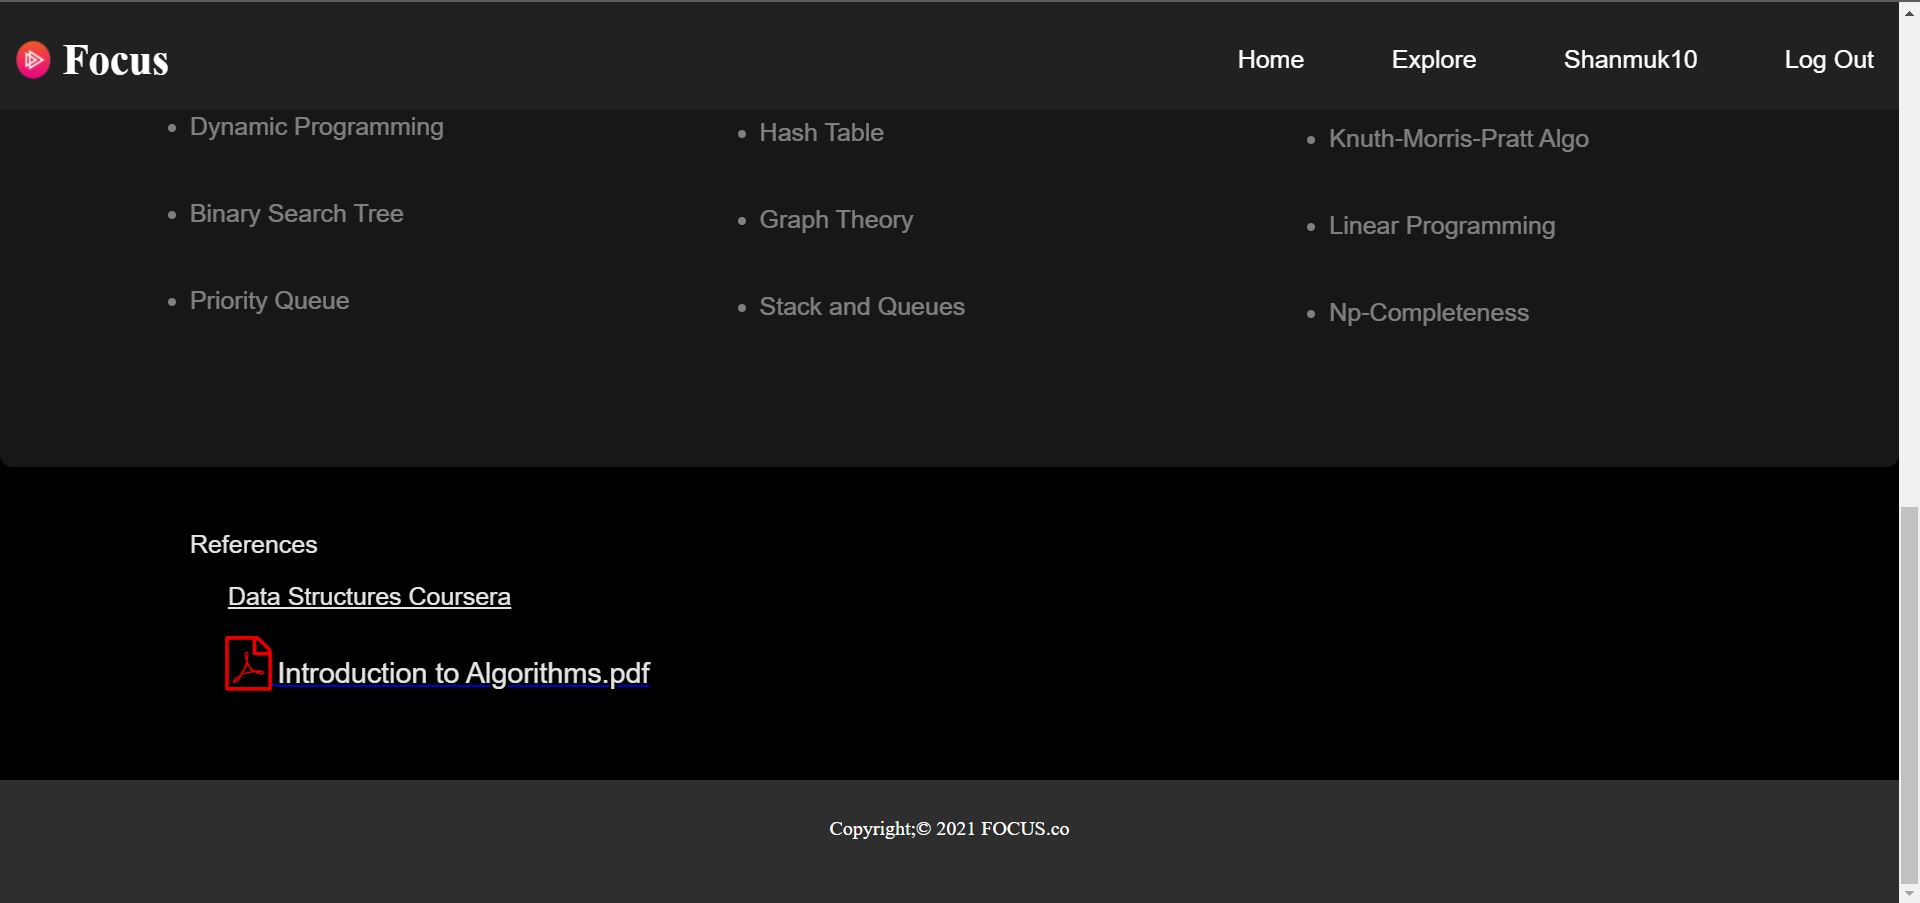 Focus
Home Explore Shanmuk10 Log Out
Dynamic Programming
Binary Search Tree
Priority Queue
Hash Table
Graph Theory
Stack and Queues
Knuth-Morris-Pratt Algo
Linear Programming
Np-Completeness
References
Data Structures Coursera
Introduction to Algorithms.pdf
Copyright;© 2021 FOCUS.co